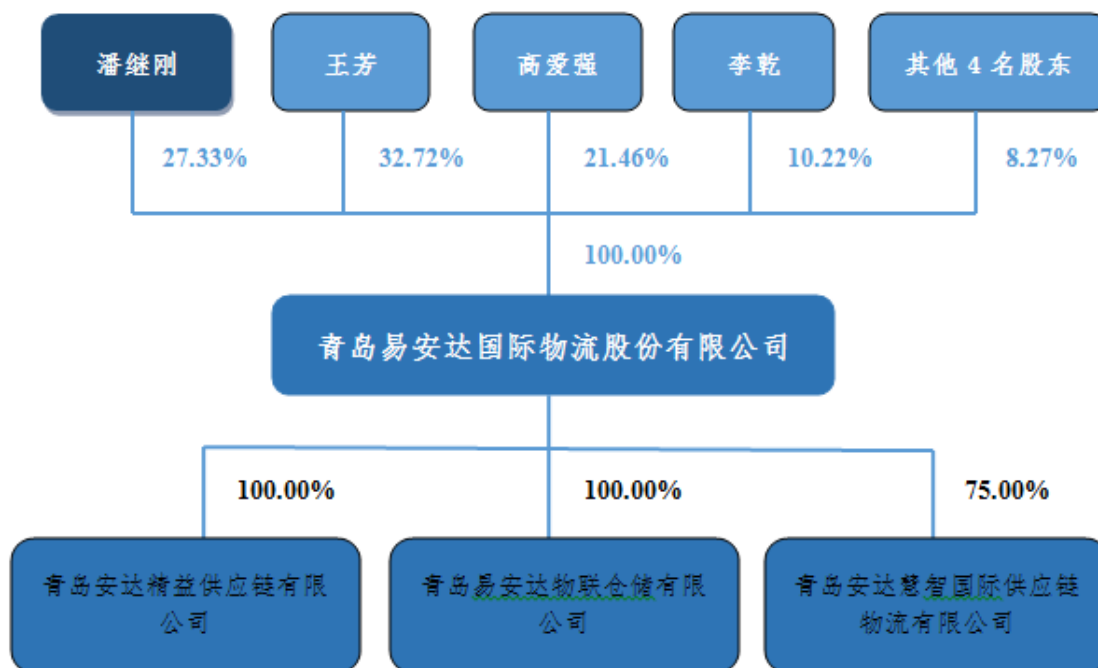 潘继刚
王芳
高爱强
李乾
其他 4 名股东
27.33%
32.72%
21.46%
10.22%
8.27%
100.00%
青岛易安达国际物流股份有限公司
100.00%
100.00%
75.00%
青岛安达精益供应链有限
公司
青岛易安达物联仓储有限
公司
青岛安达慧智国际供应链
物流有限公司